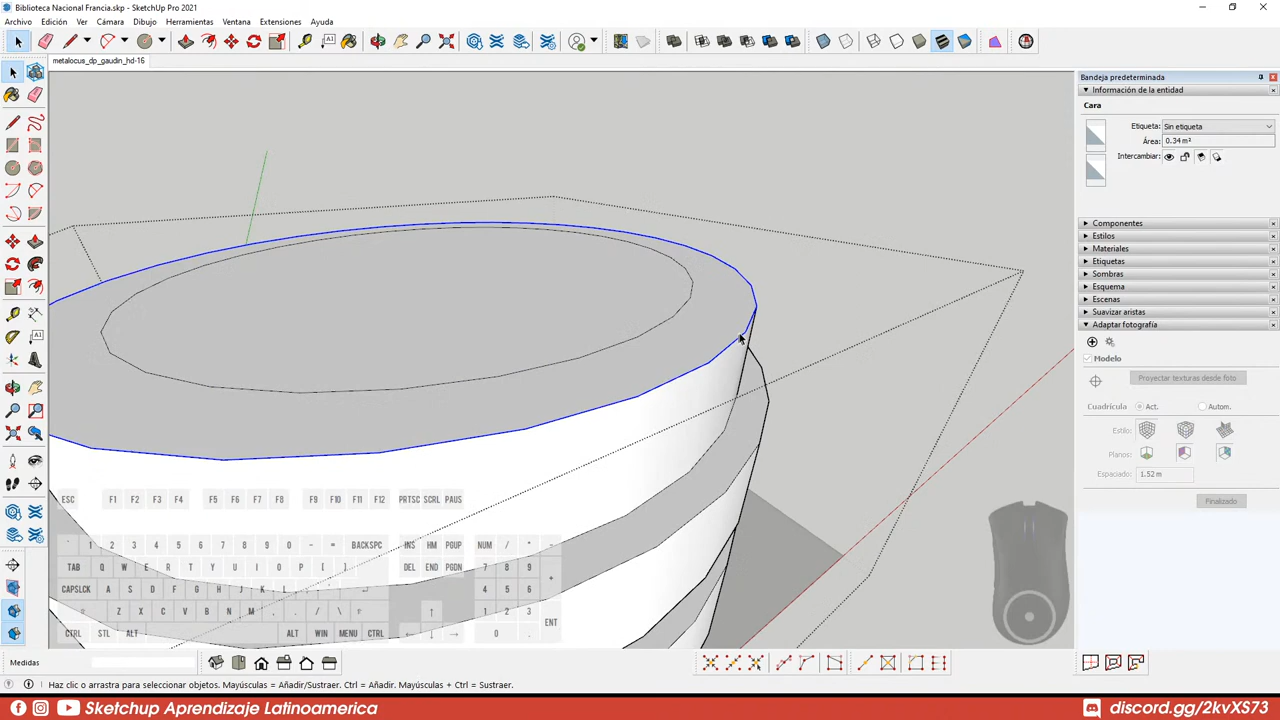 Biblioteca Nacional Francia.skp - SketchUp Pro 2021
Archivo Edición Ver Cámara Dibujo Herramientas Ventana Extensiones Ayuda
metalocus_dp_gaudin_hd-16
Bandeja predeterminada
Información de la entidad
Cara
Etiqueta: Sin etiqueta
Área: 0.34 m²
Intercambiar:
Componentes
Estilos
Materiales
Etiquetas
Sombras
Esquema
Escenas
Suavizar aristas
Adaptar fotografía
Modelo
Proyectar texturas desde foto
Cuadrícula Act. Autom.
Estilo:
Planos:
Espaciado: 1.52 m
Finalizado
ESC F1 F2 F3 F4 F5 F6 F7 F8 F9 F10 F11 F12 PRTSC SCRL PAUS
` 1 2 3 4 5 6 7 8 9 0 - = BACKSPC INS HM PGUP NUM / * -
TAB Q W E R T Y U I O P [ ] DEL END PGDN 7 8 9 +
CAPSLCK A S D F G H J K L ; ' 4 5 6
Z X C V B N M , . / \ 1 2 3 ENT
CTRL STL ALT ALT WIN MENU CTRL 0 .
Medidas
Haz clic o arrastra para seleccionar objetos. Mayúsculas = Añadir/Sustraer. Ctrl = Añadir. Mayúsculas + Ctrl = Sustraer.
Sketchup Aprendizaje Latinoamerica
discord.gg/2kvXS73